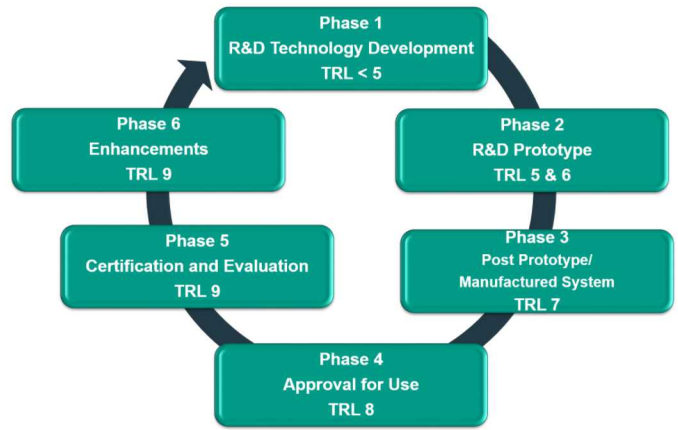 Phase 1
R&D Technology Development
TRL < 5
Phase 2
R&D Prototype
TRL 5 & 6
Phase 3
Post Prototype/
Manufactured System
TRL 7
Phase 4
Approval for Use
TRL 8
Phase 5
Certification and Evaluation
TRL 9
Phase 6
Enhancements
TRL 9